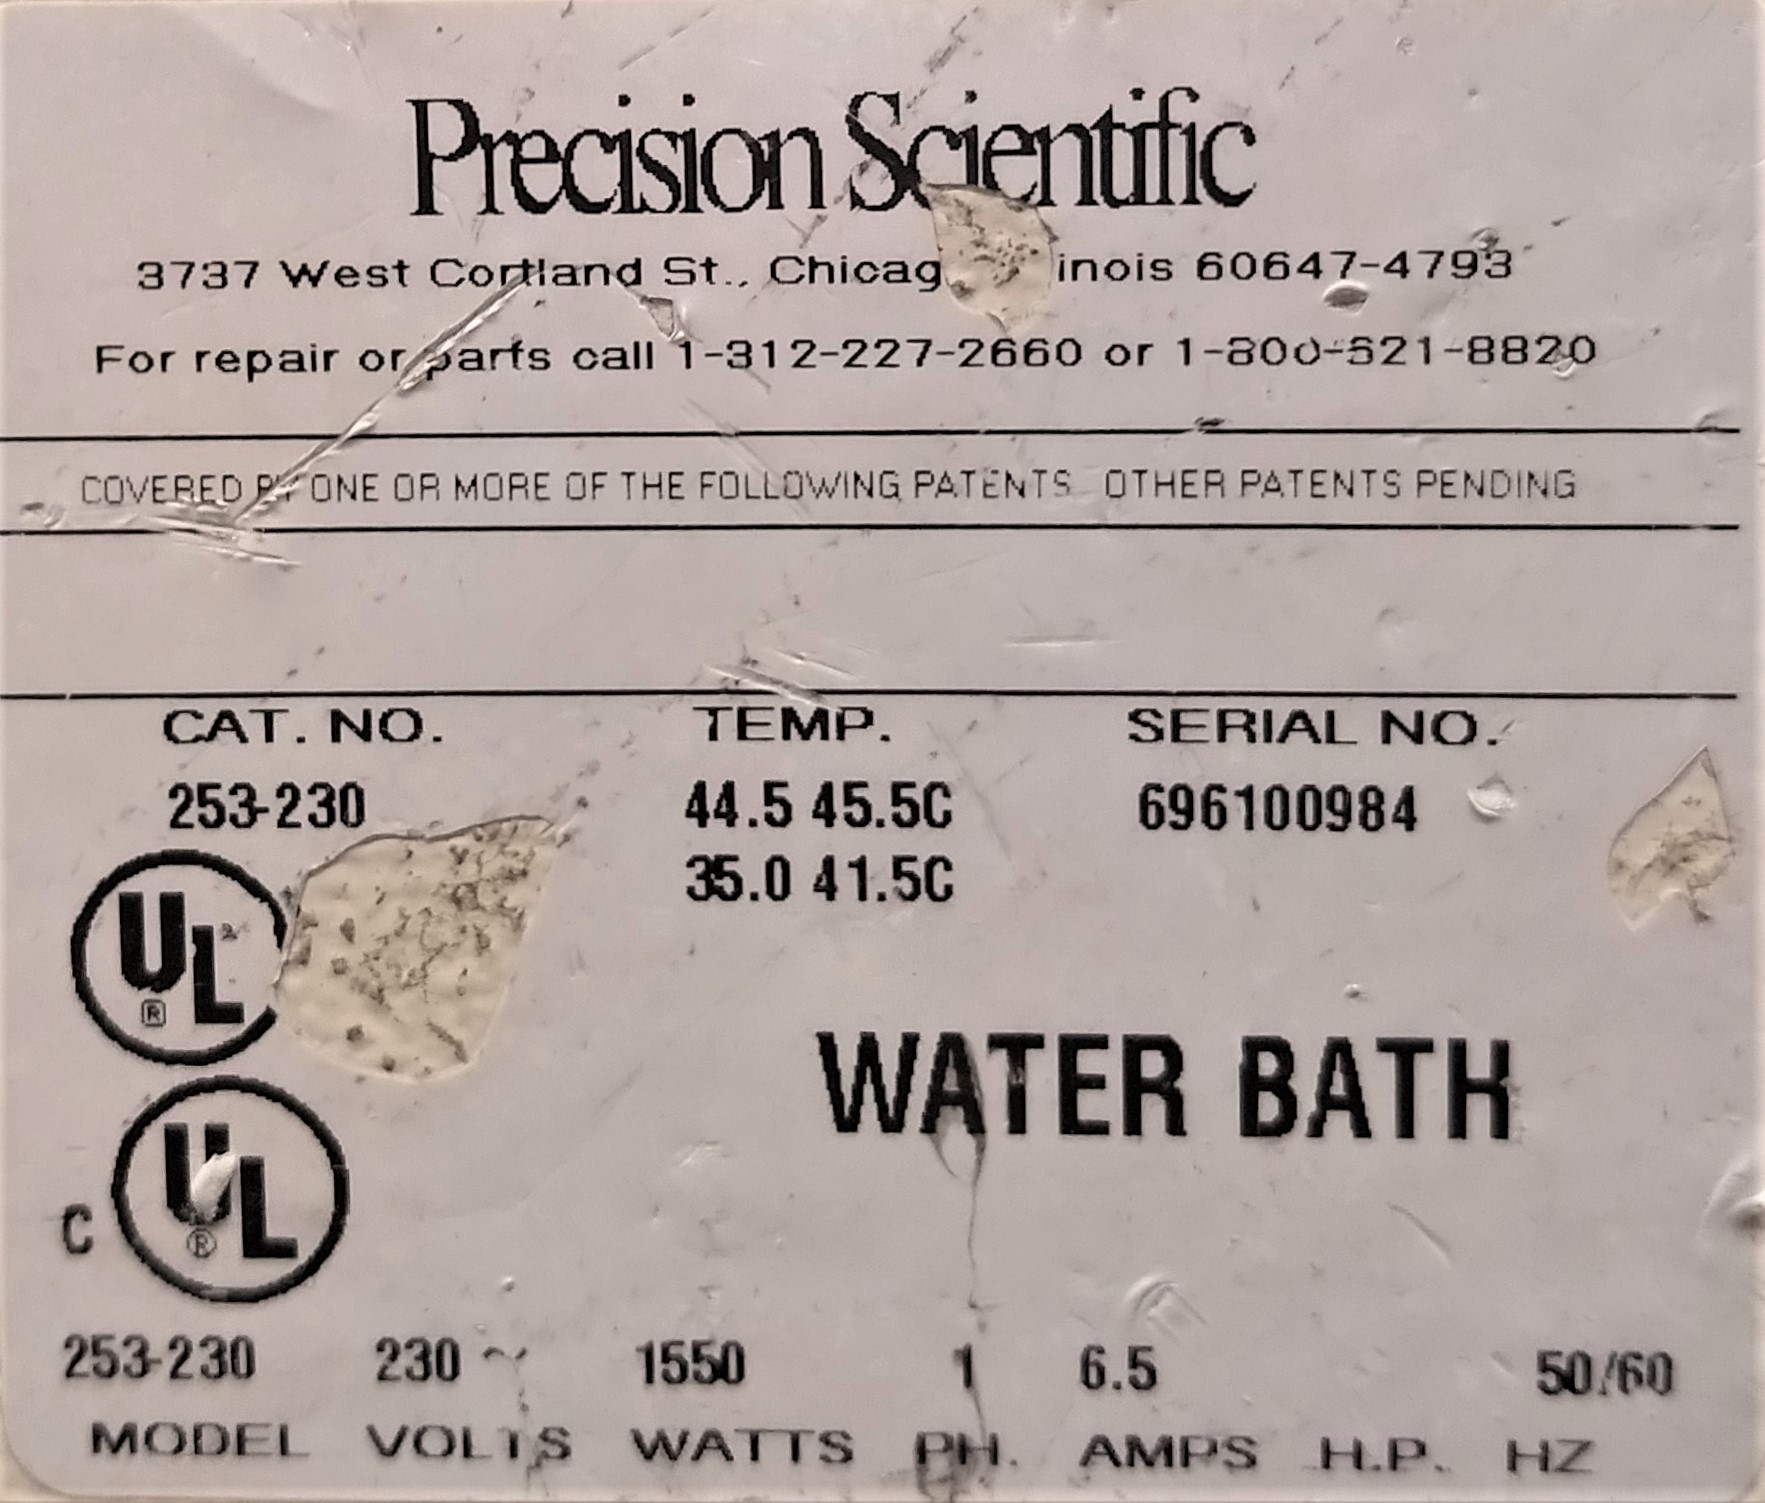 Precision Scientific
3737 West Cortland St., Chicag inois 60647-4793
For repair or parts call 1-312-227-2660 or 1-800-621-8820
COVERED BY ONE OR MORE OF THE FOLLOWING PATENTS OTHER PATENTS PENDING
CAT. NO. TEMP. SERIAL NO.
253-230 44.5 45.5C 696100984
35.0 41.5C
UL
®
WATER BATH
C UL
®
253-230 230 ~ 1550 1 6.5 50/60
MODEL VOLTS WATTS PH. AMPS H.P. HZ